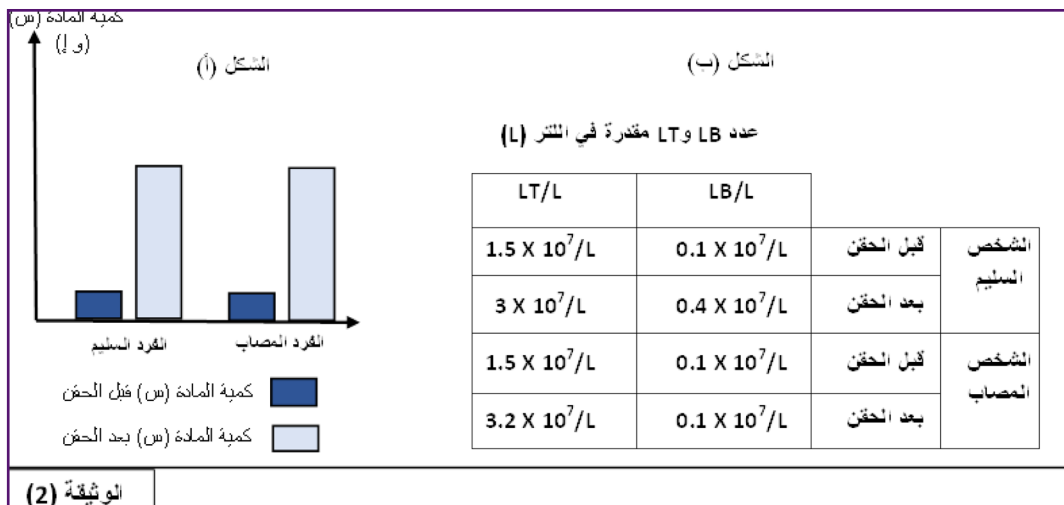 كمية المادة (س)
(و إ)
الشكل (أ)
الفرد السليم
الفرد المصاب
كمية المادة (س) قبل الحقن
كمية المادة (س) بعد الحقن
الشكل (ب)
عدد LB و LT مقدرة في اللتر (L)
LT/L LB/L
الشخص السليم قبل الحقن 0.1 X 10⁷/L 1.5 X 10⁷/L
بعد الحقن 0.4 X 10⁷/L 3 X 10⁷/L
الشخص المصاب قبل الحقن 0.1 X 10⁷/L 1.5 X 10⁷/L
بعد الحقن 0.1 X 10⁷/L 3.2 X 10⁷/L
الوثيقة (2)